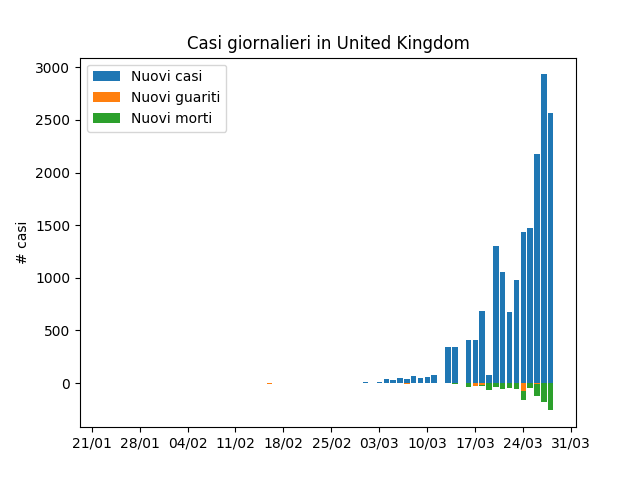 Casi giornalieri in United Kingdom
Nuovi casi
Nuovi guariti
Nuovi morti
# casi
3000
2500
2000
1500
1000
500
0
21/01 28/01 04/02 11/02 18/02 25/02 03/03 10/03 17/03 24/03 31/03